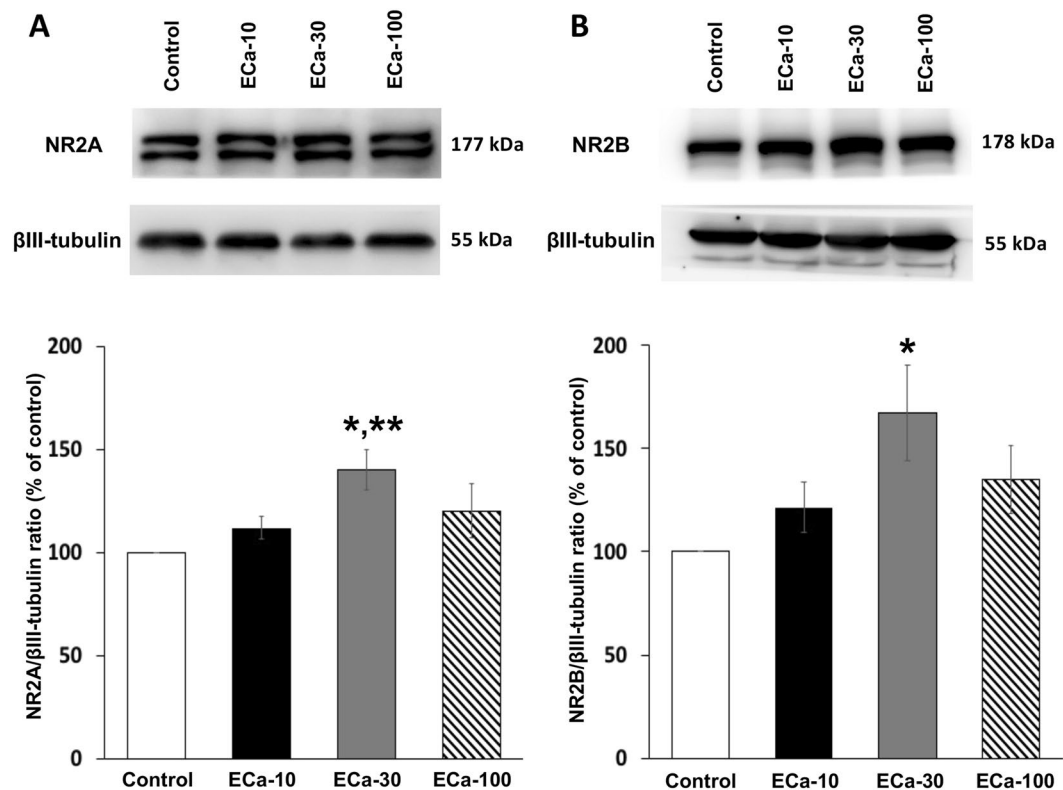 A
Control
ECa-10
ECa-30
ECa-100
NR2A
177 kDa
βIII-tubulin
55 kDa
NR2A/βIII-tubulin ratio (% of control)
200
150
100
50
0
*,**
Control
ECa-10
ECa-30
ECa-100
B
Control
ECa-10
ECa-30
ECa-100
NR2B
178 kDa
βIII-tubulin
55 kDa
NR2B/βIII-tubulin ratio (% of control)
200
150
100
50
0
*
Control
ECa-10
ECa-30
ECa-100